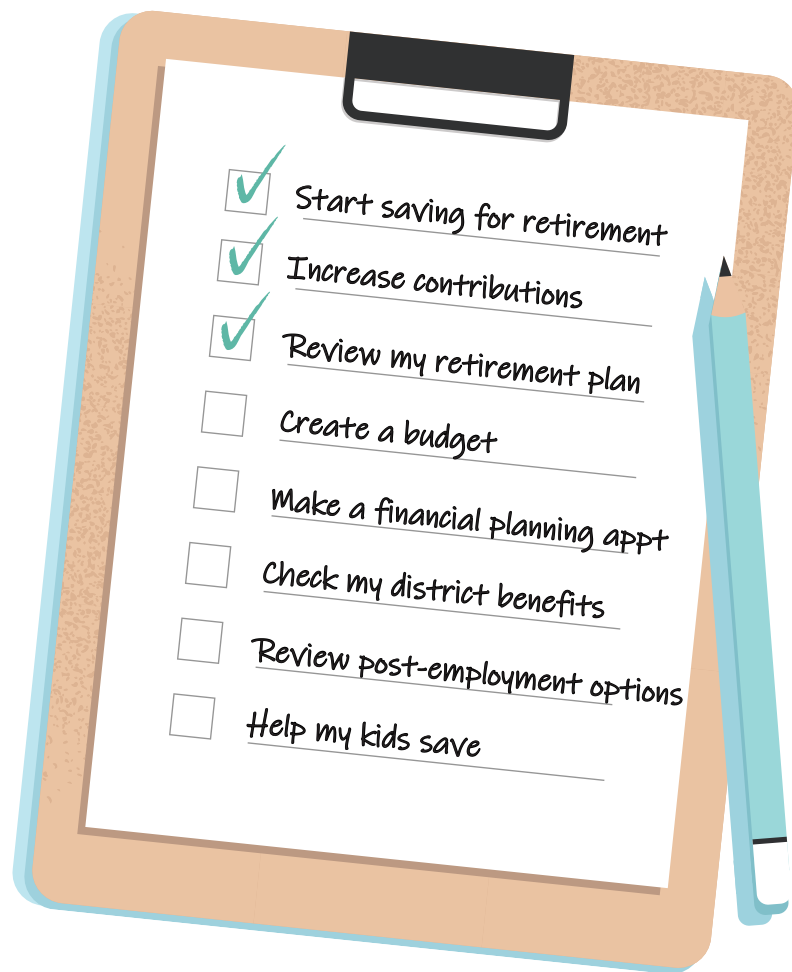 Start saving for retirement
Increase contributions
Review my retirement plan
Create a budget
Make a financial planning appt
Check my district benefits
Review post-employment options
Help my kids save